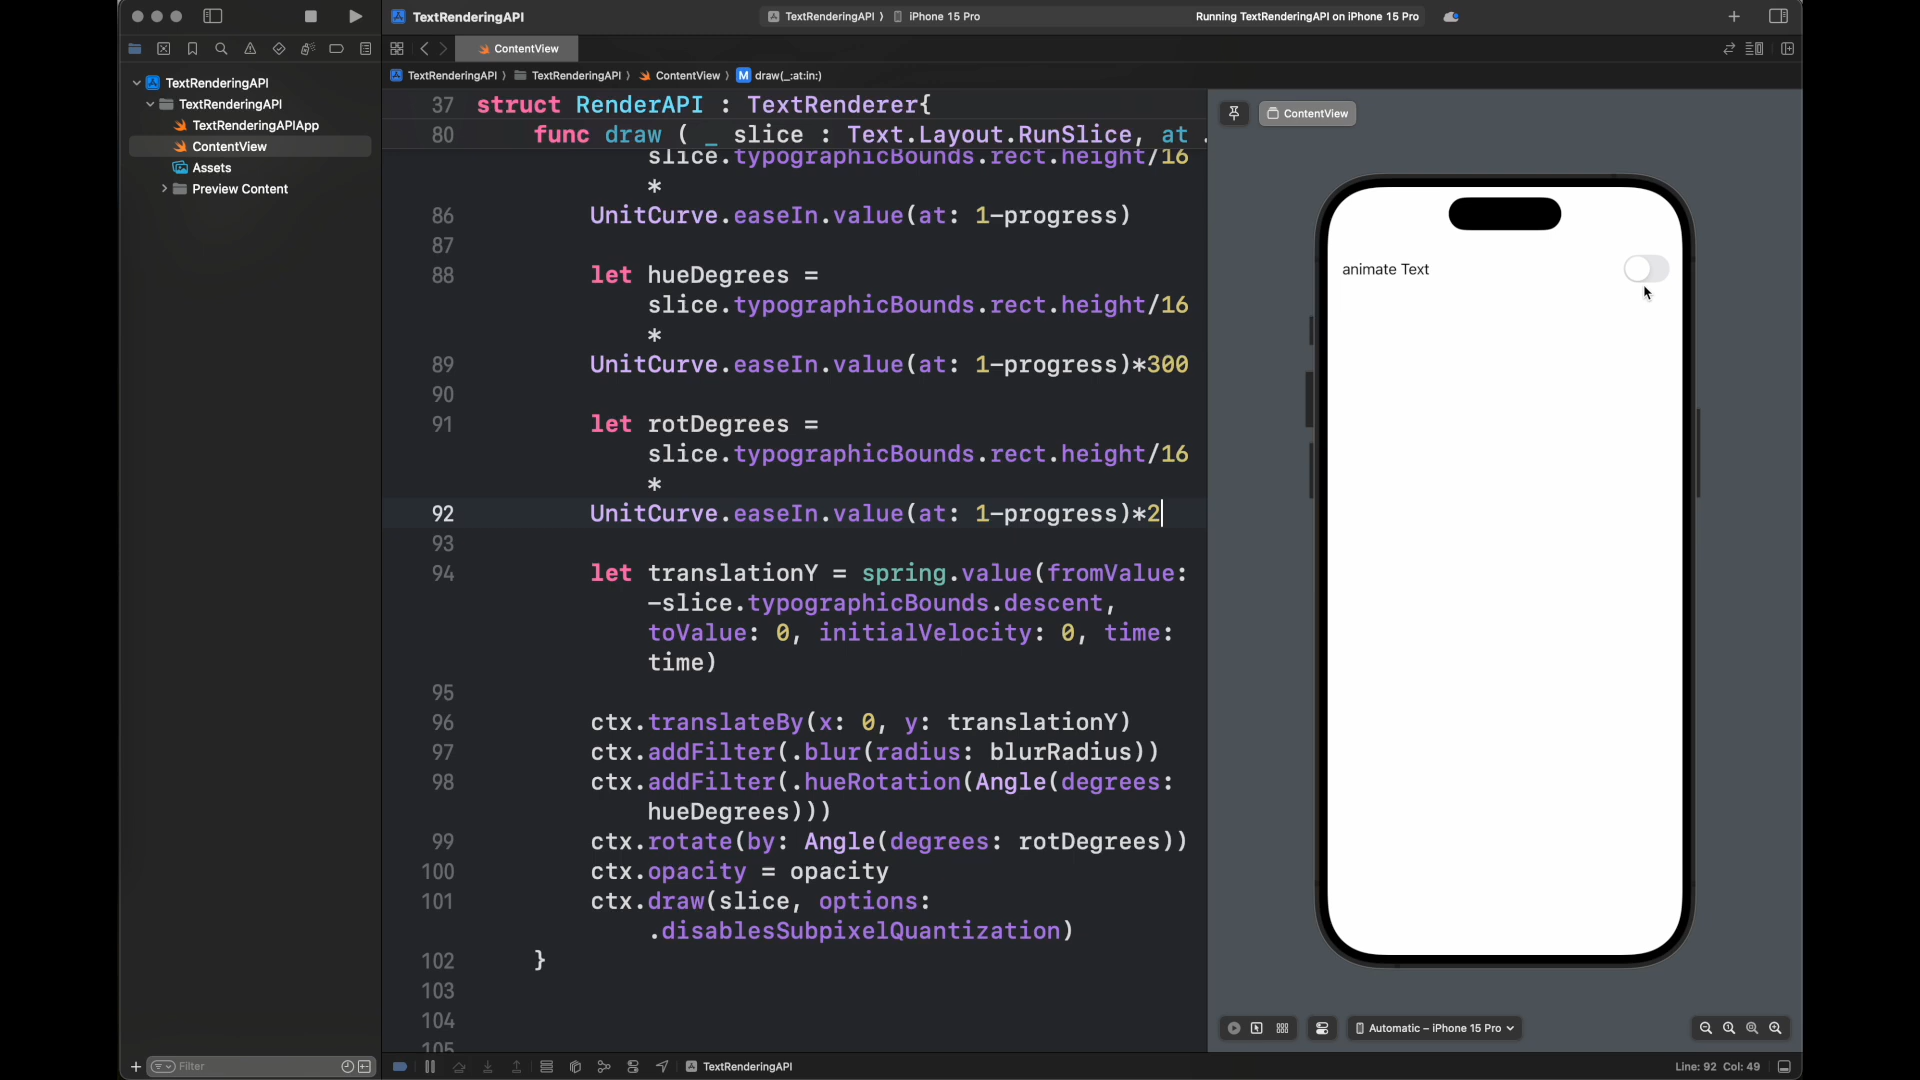 TextRenderingAPI
TextRenderingAPI ⟩ iPhone 15 Pro
Running TextRenderingAPI on iPhone 15 Pro
ContentView
TextRenderingAPI ⟩ TextRenderingAPI ⟩ ContentView ⟩ M draw(_:at:in:)
TextRenderingAPI
TextRenderingAPI
TextRenderingAPIApp
ContentView
Assets
Preview Content
37 struct RenderAPI : TextRenderer{
80 func draw ( _ slice : Text.Layout.RunSlice, at .
slice.typographicBounds.rect.height/16
*
86 UnitCurve.easeIn.value(at: 1-progress)
87
88 let hueDegrees =
slice.typographicBounds.rect.height/16
*
89 UnitCurve.easeIn.value(at: 1-progress)*300
90
91 let rotDegrees =
slice.typographicBounds.rect.height/16
*
92 UnitCurve.easeIn.value(at: 1-progress)*2
93
94 let translationY = spring.value(fromValue:
-slice.typographicBounds.descent,
toValue: 0, initialVelocity: 0, time:
time)
95
96 ctx.translateBy(x: 0, y: translationY)
97 ctx.addFilter(.blur(radius: blurRadius))
98 ctx.addFilter(.hueRotation(Angle(degrees:
hueDegrees)))
99 ctx.rotate(by: Angle(degrees: rotDegrees))
100 ctx.opacity = opacity
101 ctx.draw(slice, options:
.disablesSubpixelQuantization)
102 }
103
104
105
ContentView
animate Text
Automatic – iPhone 15 Pro
Filter
TextRenderingAPI
Line: 92 Col: 49